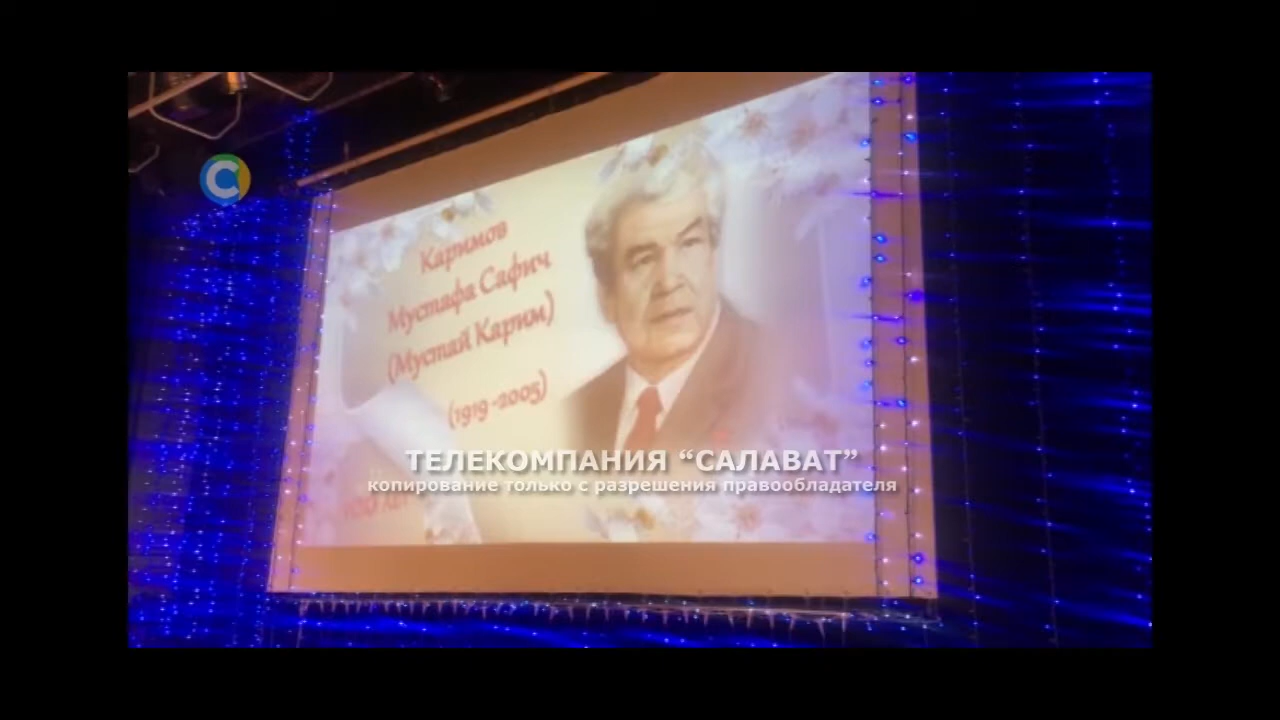 Каримов
Мустафа Сафич
(Мустай Карим)
(1919-2005)
ТЕЛЕКОМПАНИЯ “САЛАВАТ”
копирование только с разрешения правообладателя